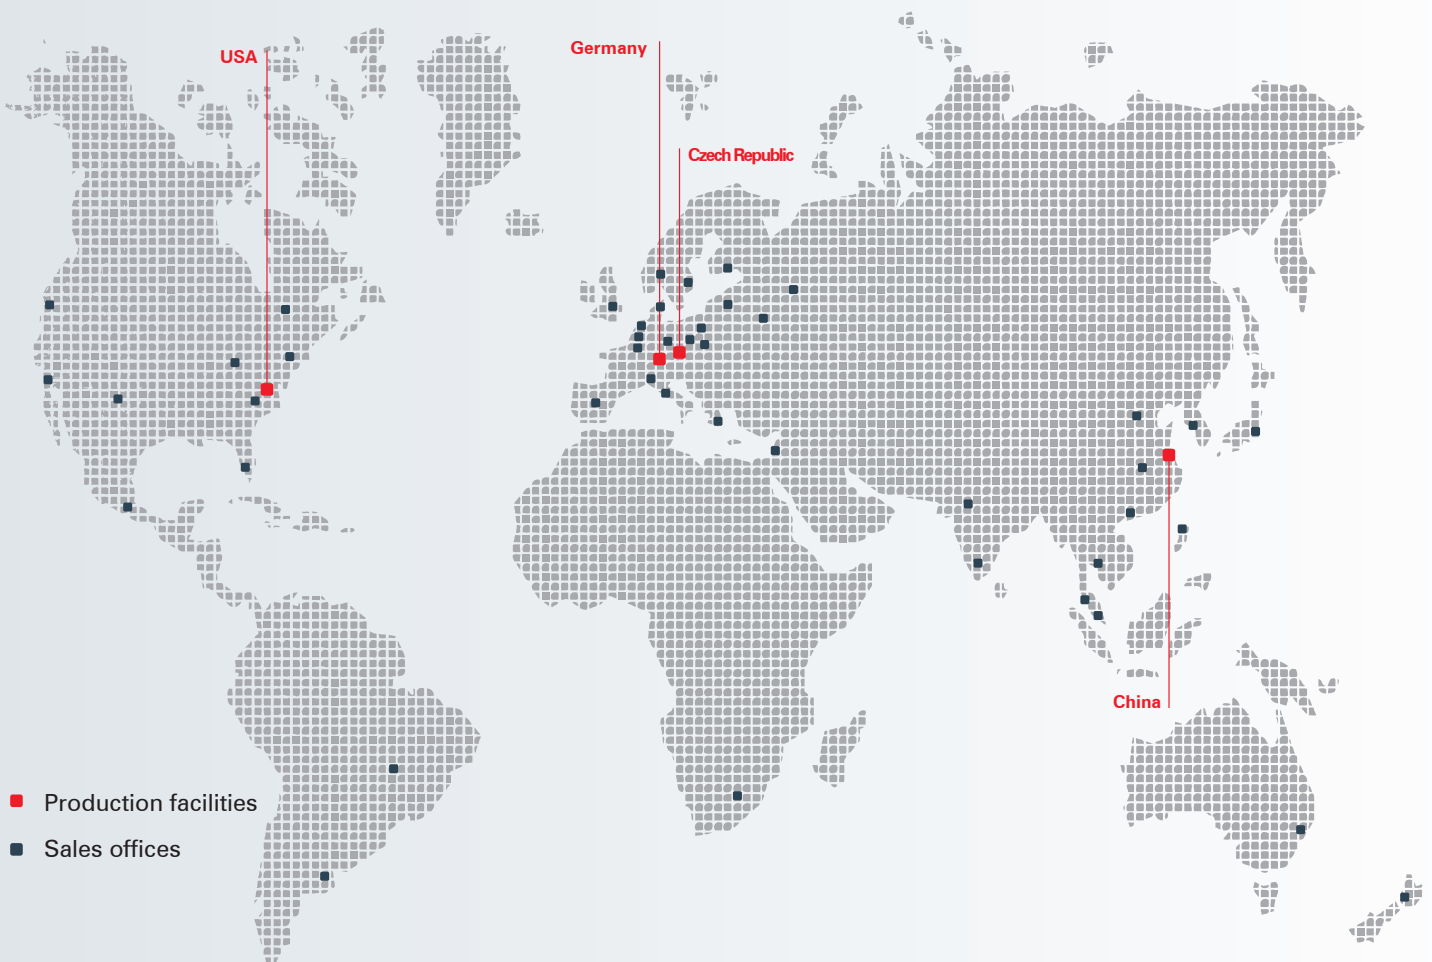 USA
Germany
Czech Republic
China
Production facilities
Sales offices